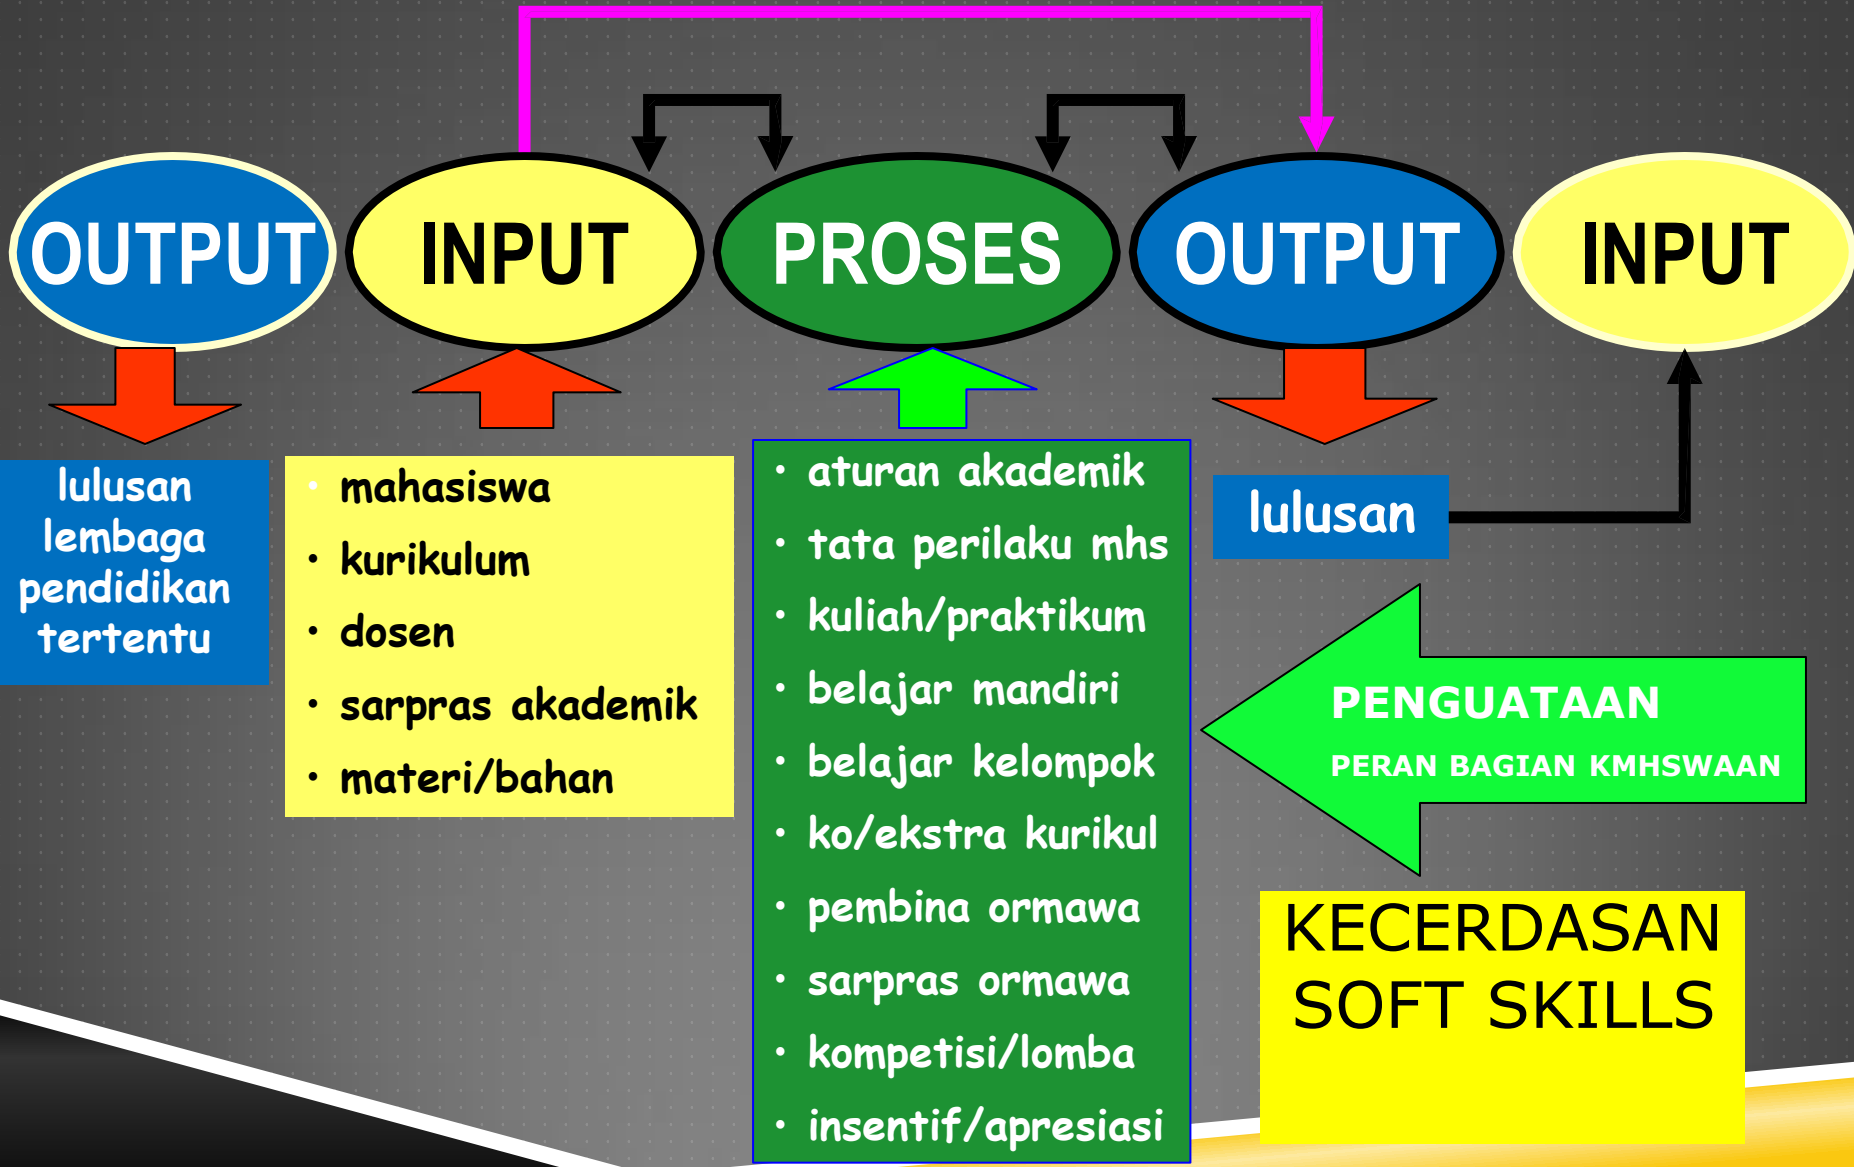 OUTPUT
INPUT
PROSES
OUTPUT
INPUT
lulusan
lembaga
pendidikan
tertentu
• mahasiswa
• kurikulum
• dosen
• sarpras akademik
• materi/bahan
• aturan akademik
• tata perilaku mhs
• kuliah/praktikum
• belajar mandiri
• belajar kelompok
• ko/ekstra kurikul
• pembina ormawa
• sarpras ormawa
• kompetisi/lomba
• insentif/apresiasi
lulusan
PENGUATAAN
PERAN BAGIAN KMHSWAAN
KECERDASAN
SOFT SKILLS